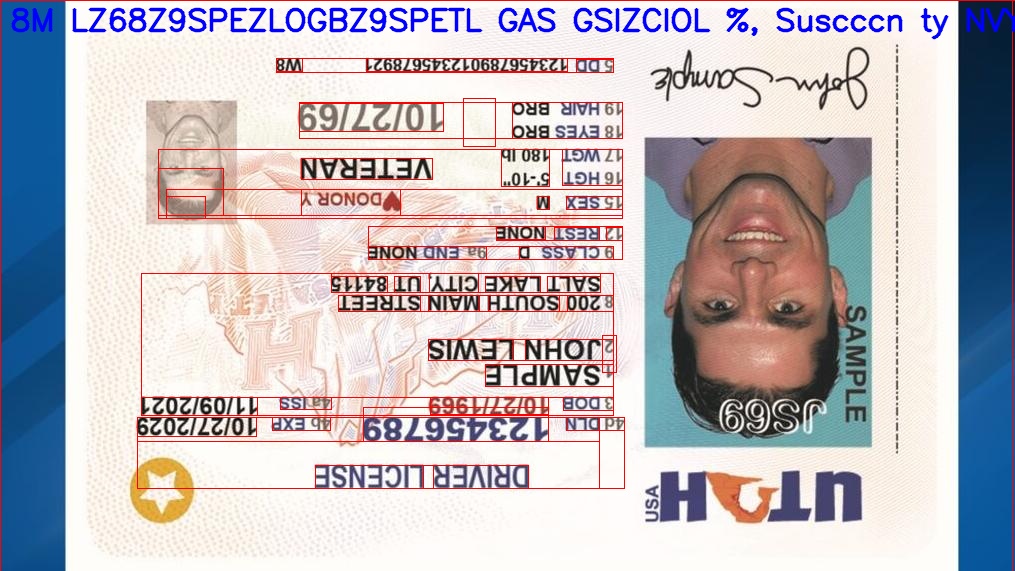 8M LZ68Z9SPEZLOGBZ9SPETL GAS GSIZCIOL %, Suscccn ty NVY
UTAH
USA
DRIVER LICENSE
4d DLN 123456789 4b EXP 10/27/2029
3 DOB 10/27/1969 4a ISS 11/09/2021
1 SAMPLE
2 JOHN LEWIS
8 200 SOUTH MAIN STREET
SALT LAKE CITY, UT 84115
9 CLASS D 9a END NONE
12 REST NONE
15 SEX M DONOR Y
16 HGT 5'-10"
17 WGT 180 lb VETERAN
18 EYES BRO
19 HAIR BRO 10/27/69
5 DD 123456789012345678921 W8
JS69
SAMPLE
John Sample